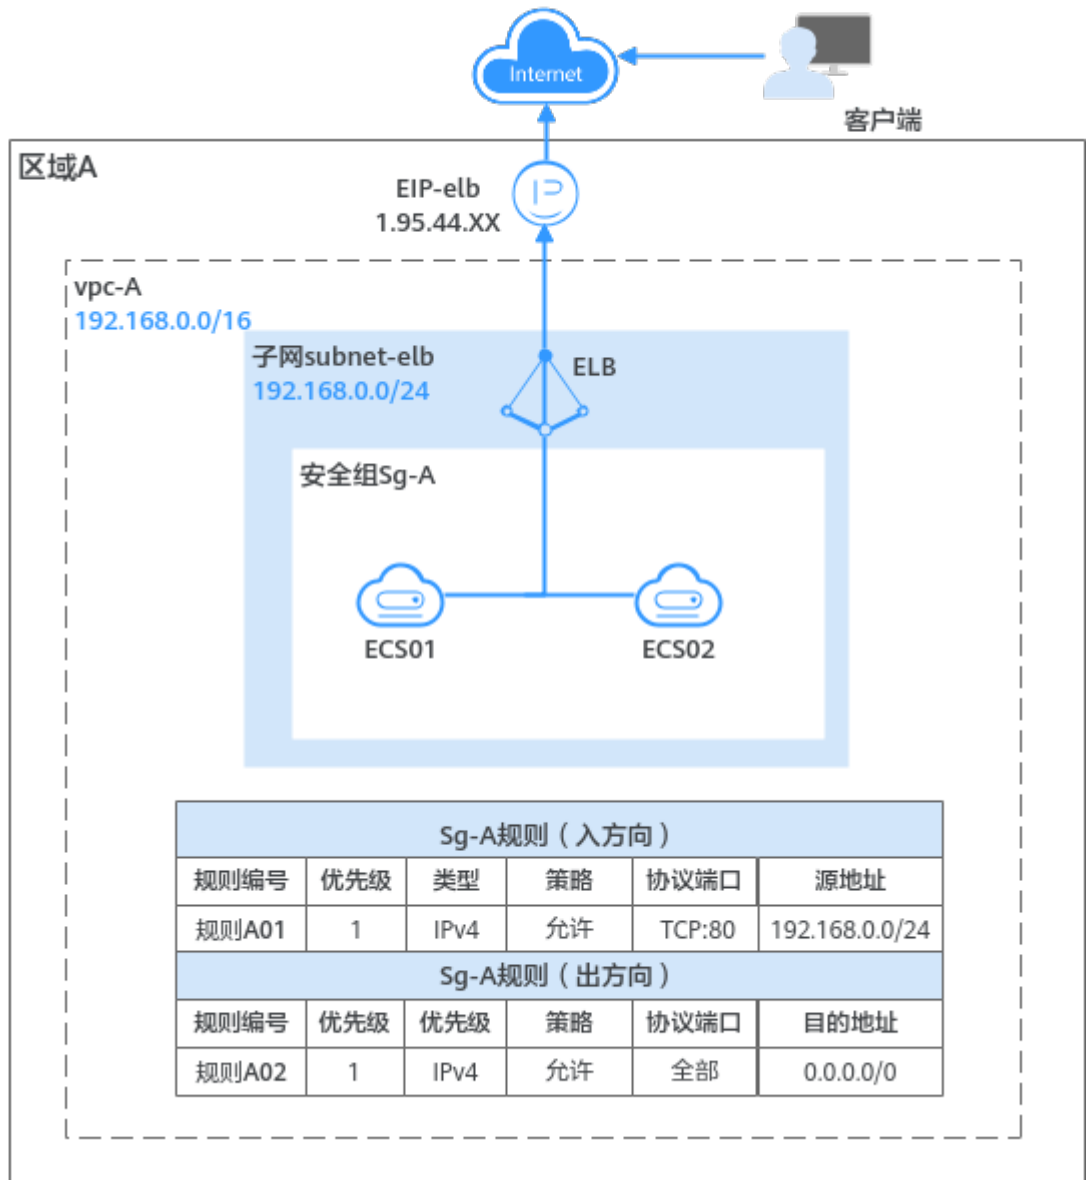 Internet
客户端
区域A
EIP-elb
1.95.44.XX
vpc-A
192.168.0.0/16
子网subnet-elb
192.168.0.0/24
ELB
安全组Sg-A
ECS01
ECS02
Sg-A规则（入方向）
规则编号 优先级 类型 策略 协议端口 源地址
规则A01 1 IPv4 允许 TCP:80 192.168.0.0/24
Sg-A规则（出方向）
规则编号 优先级 优先级 策略 协议端口 目的地址
规则A02 1 IPv4 允许 全部 0.0.0.0/0